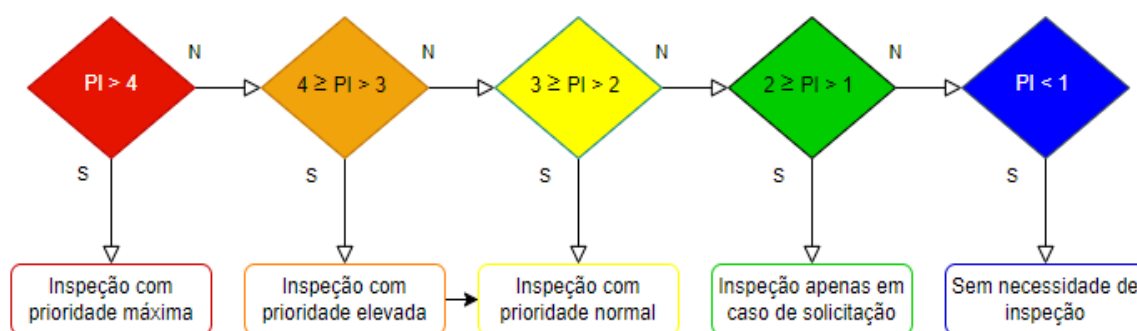 PI > 4
N
4 ≥ PI > 3
N
3 ≥ PI > 2
N
2 ≥ PI > 1
N
PI < 1
S
S
S
S
S
Inspeção com
prioridade máxima
Inspeção com
prioridade elevada
Inspeção com
prioridade normal
Inspeção apenas em
caso de solicitação
Sem necessidade de
inspeção